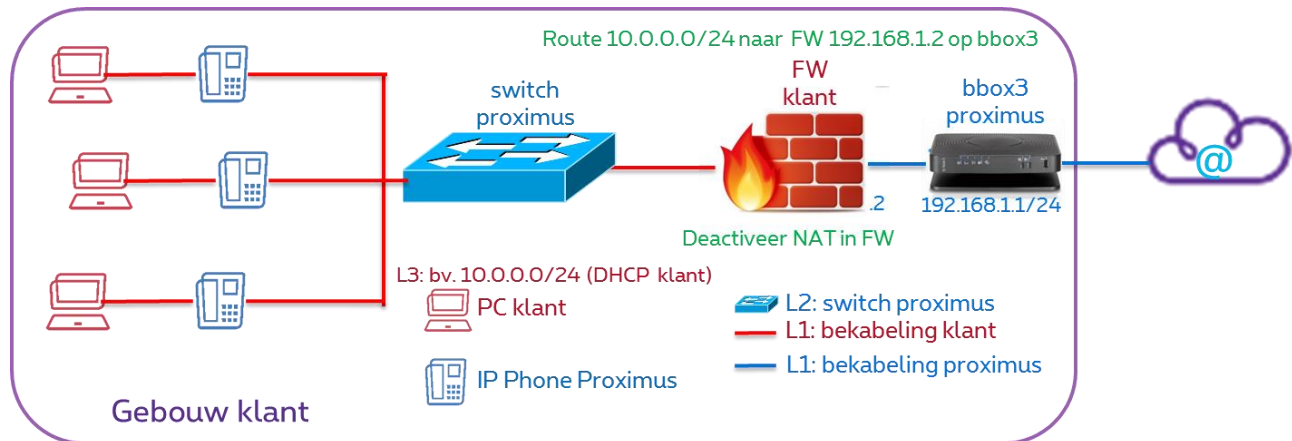 Route 10.0.0.0/24 naar FW 192.168.1.2 op bbox3
switch
proximus
FW
klant
bbox3
proximus
@
.2
192.168.1.1/24
Deactiveer NAT in FW
L3: bv. 10.0.0.0/24 (DHCP klant)
PC klant
IP Phone Proximus
L2: switch proximus
L1: bekabeling klant
L1: bekabeling proximus
Gebouw klant